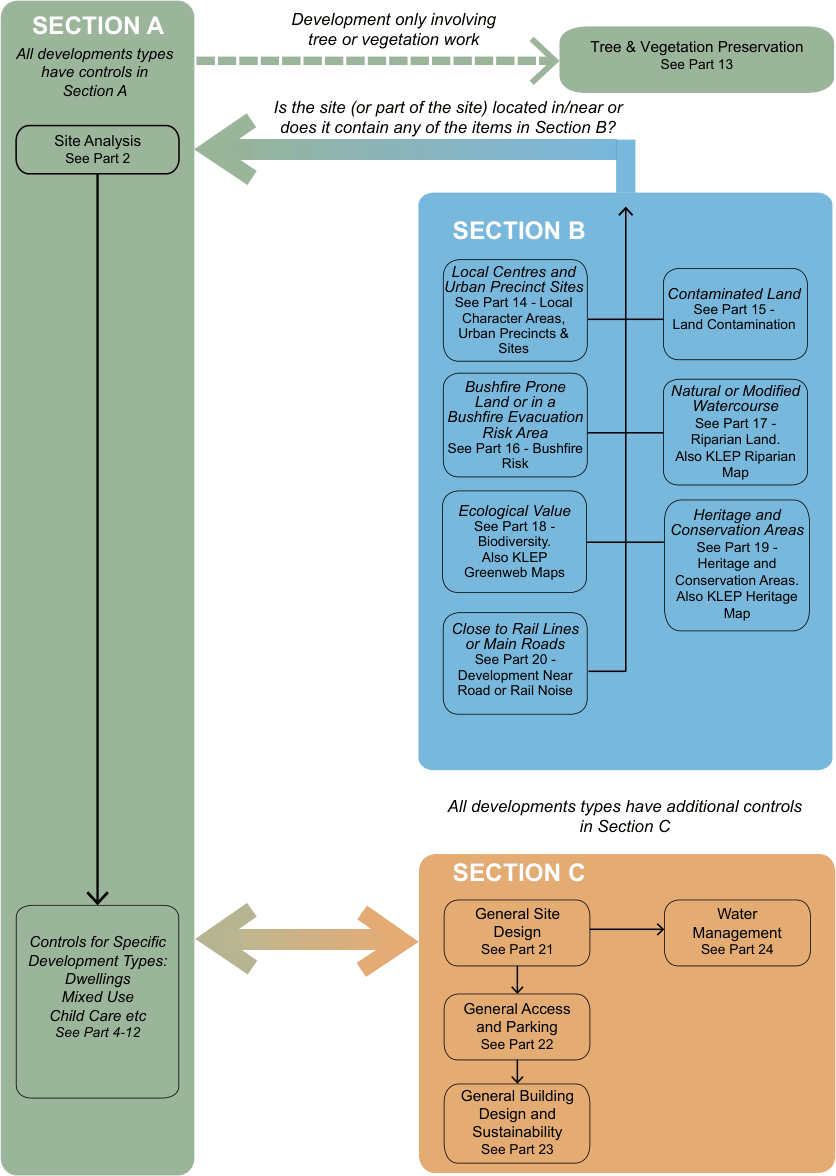 SECTION A
All developments types
have controls in
Section A
Development only involving
tree or vegetation work
Tree & Vegetation Preservation
See Part 13
Is the site (or part of the site) located in/near or
does it contain any of the items in Section B?
Site Analysis
See Part 2
SECTION B
Local Centres and
Urban Precinct Sites
See Part 14 - Local
Character Areas,
Urban Precincts &
Sites
Contaminated Land
See Part 15 -
Land Contamination
Bushfire Prone
Land or in a
Bushfire Evacuation
Risk Area
See Part 16 - Bushfire
Risk
Natural or Modified
Watercourse
See Part 17 -
Riparian Land.
Also KLEP Riparian
Map
Ecological Value
See Part 18 -
Biodiversity.
Also KLEP
Greenweb Maps
Heritage and
Conservation Areas
See Part 19 -
Heritage and
Conservation Areas.
Also KLEP Heritage
Map
Close to Rail Lines
or Main Roads
See Part 20 -
Development Near
Road or Rail Noise
All developments types have additional controls
in Section C
SECTION C
General Site
Design
See Part 21
Water
Management
See Part 24
General Access
and Parking
See Part 22
General Building
Design and
Sustainability
See Part 23
Controls for Specific
Development Types:
Dwellings
Mixed Use
Child Care etc
See Part 4-12